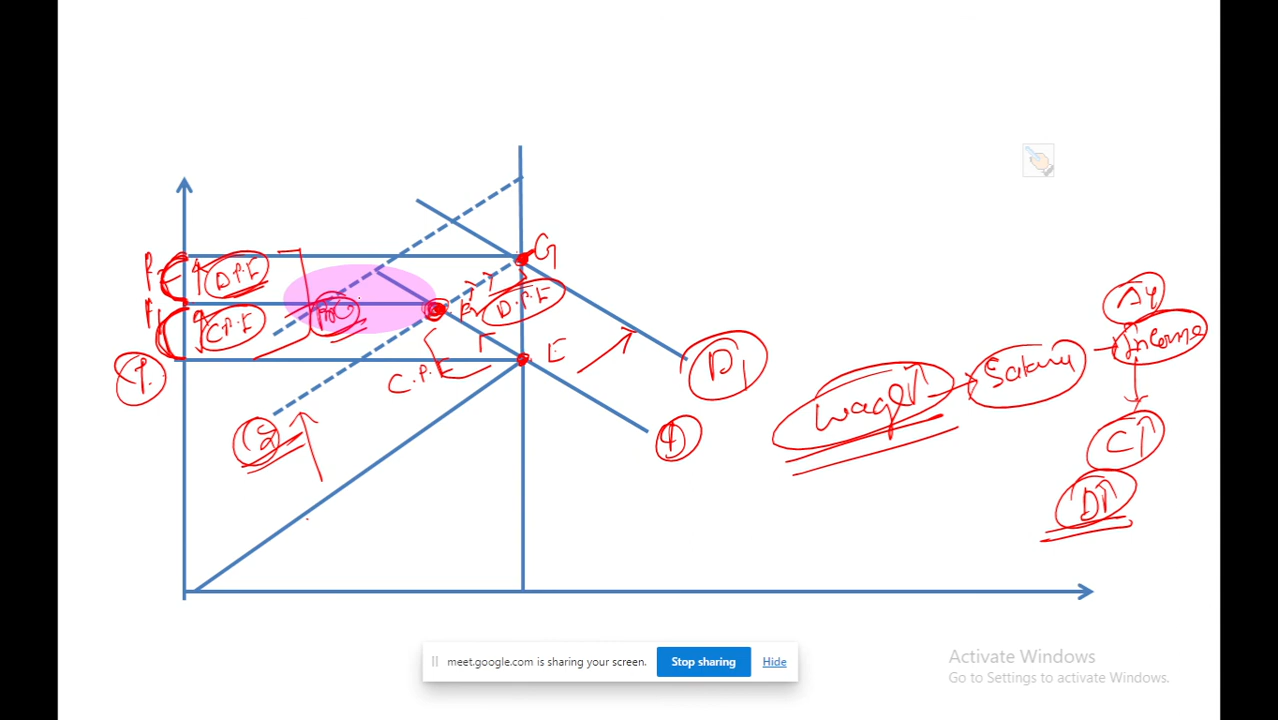 G
P2 D.P.E
P1 C.P.E
D.P.E
E
C.P.E
P
D1
D
ΔY
Income
Salary
wage↑
C↑
D↑
meet.google.com is sharing your screen. Stop sharing Hide
Activate Windows
Go to Settings to activate Windows.